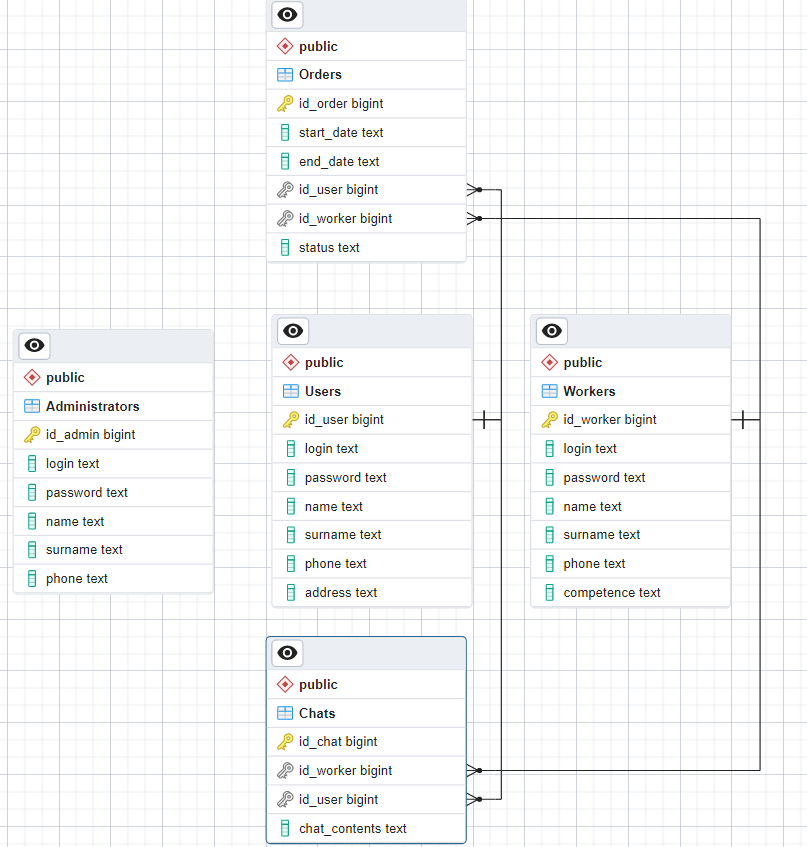 public
Orders
id_order bigint
start_date text
end_date text
id_user bigint
id_worker bigint
status text
public
Administrators
id_admin bigint
login text
password text
name text
surname text
phone text
public
Users
id_user bigint
login text
password text
name text
surname text
phone text
address text
public
Workers
id_worker bigint
login text
password text
name text
surname text
phone text
competence text
public
Chats
id_chat bigint
id_worker bigint
id_user bigint
chat_contents text